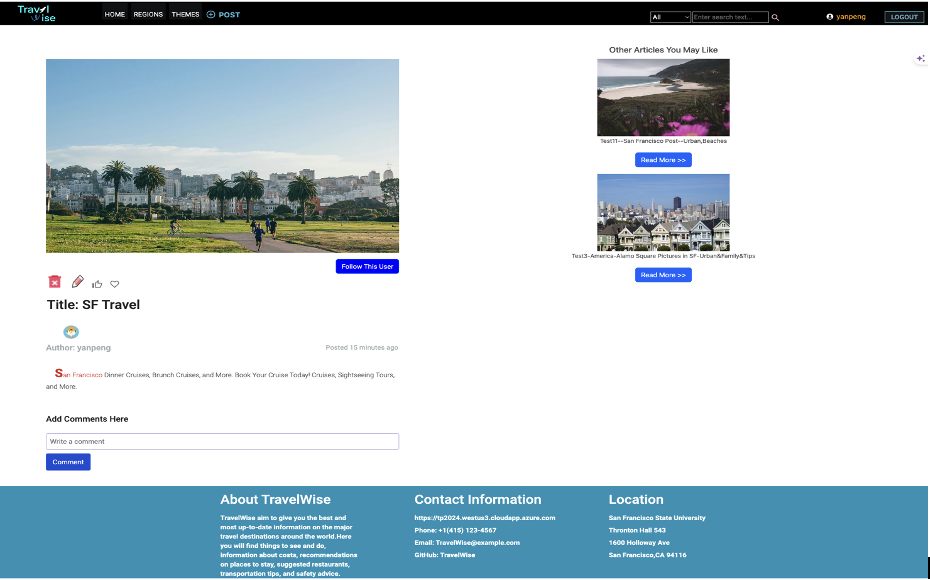 Travel
Wise
HOME
REGIONS
THEMES
POST
All
Enter search text...
yanpeng
LOGOUT
Follow This User
Title: SF Travel
Author: yanpeng
Posted 15 minutes ago
San Francisco Dinner Cruises, Brunch Cruises, and More. Book Your Cruise Today! Cruises, Sightseeing Tours,
and More.
Add Comments Here
Write a comment
Comment
Other Articles You May Like
Test11--San Francisco Post--Urban,Beaches
Read More >>
Test3-America-Alamo Square Pictures in SF-Urban&Family&Tips
Read More >>
About TravelWise
TravelWise aim to give you the best and
most up-to-date information on the major
travel destinations around the world.Here
you will find things to see and do,
information about costs, recommendations
on places to stay, suggested restaurants,
transportation tips, and safety advice.
Contact Information
https://tp2024.westus3.cloudapp.azure.com
Phone: +1(415) 123-4567
Email: TravelWise@example.com
GitHub: TravelWise
Location
San Francisco State University
Thronton Hall 543
1600 Holloway Ave
San Francisco,CA 94116